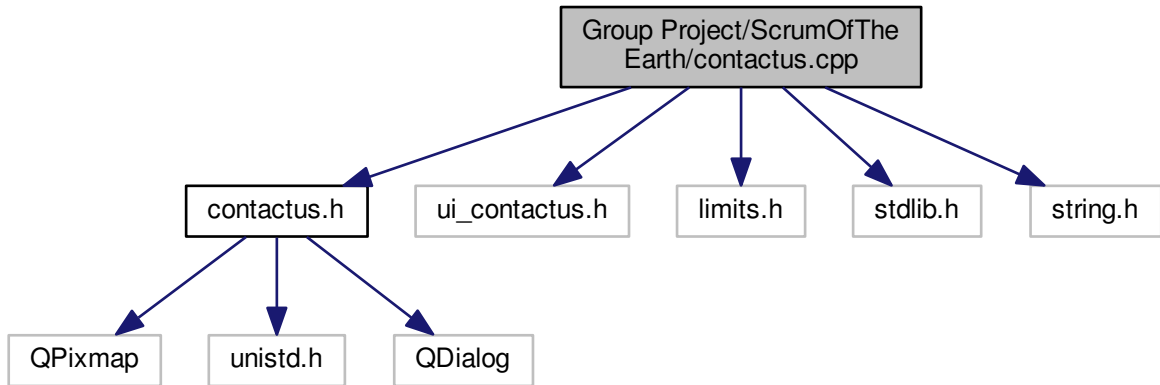 Group Project/ScrumOfThe
Earth/contactus.cpp
contactus.h
ui_contactus.h
limits.h
stdlib.h
string.h
QPixmap
unistd.h
QDialog